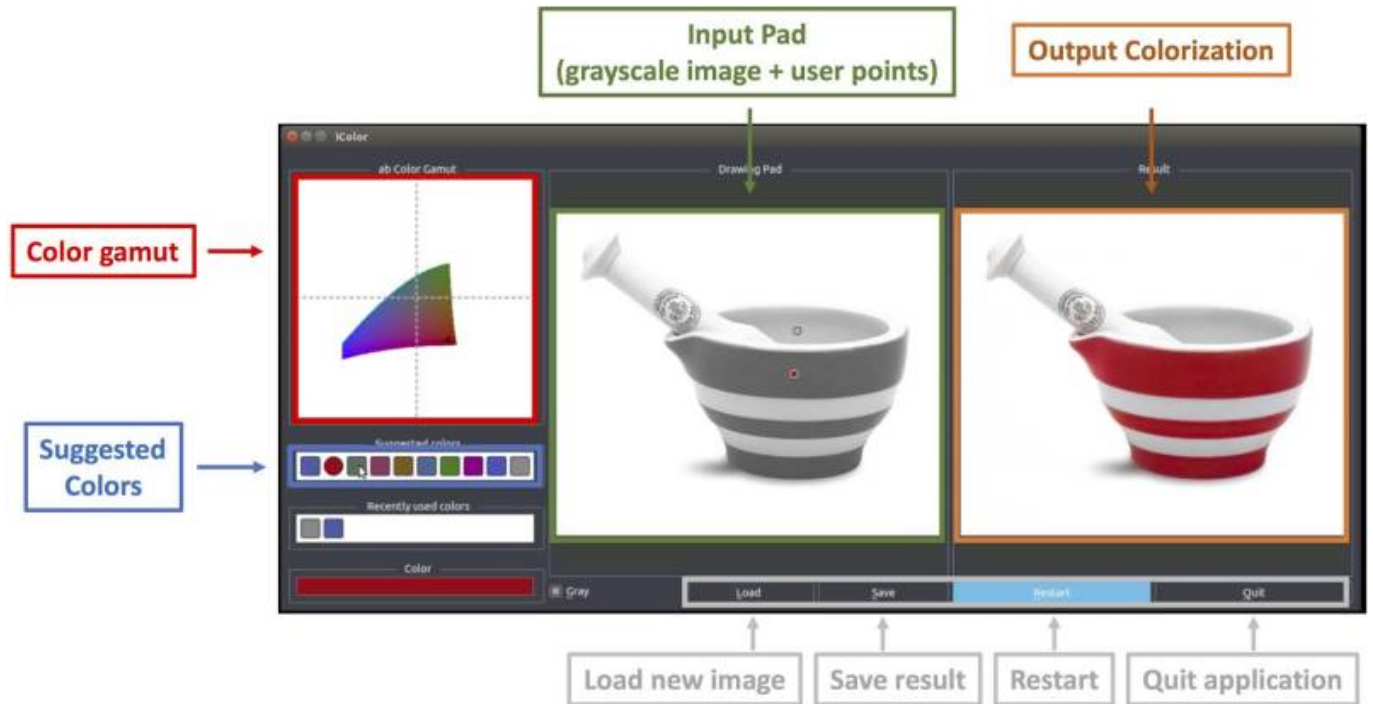 Input Pad
(grayscale image + user points)
Output Colorization
iColor
ab Color Gamut
Drawing Pad
Result
Color gamut
Suggested colors
Suggested
Colors
Recently used colors
Color
Gray
Load
Save
Restart
Quit
Load new image
Save result
Restart
Quit application